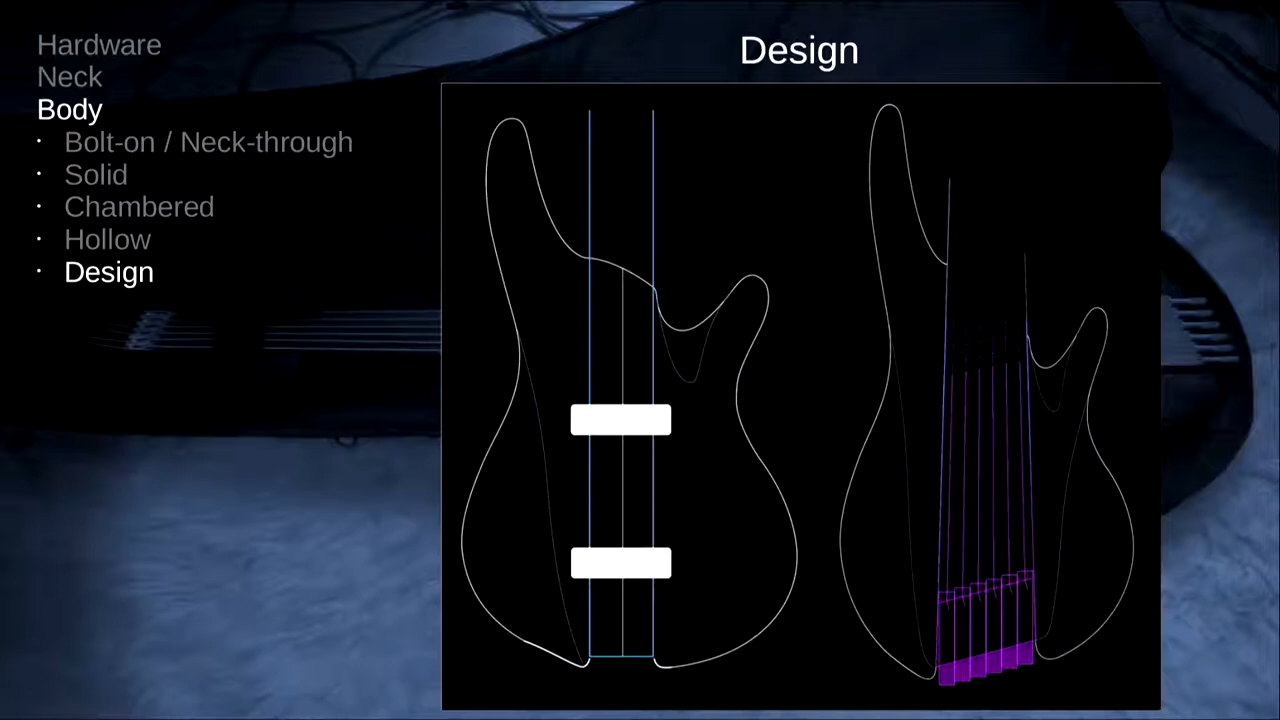 Hardware
Neck
Body
· Bolt-on / Neck-through
· Solid
· Chambered
· Hollow
· Design
Design